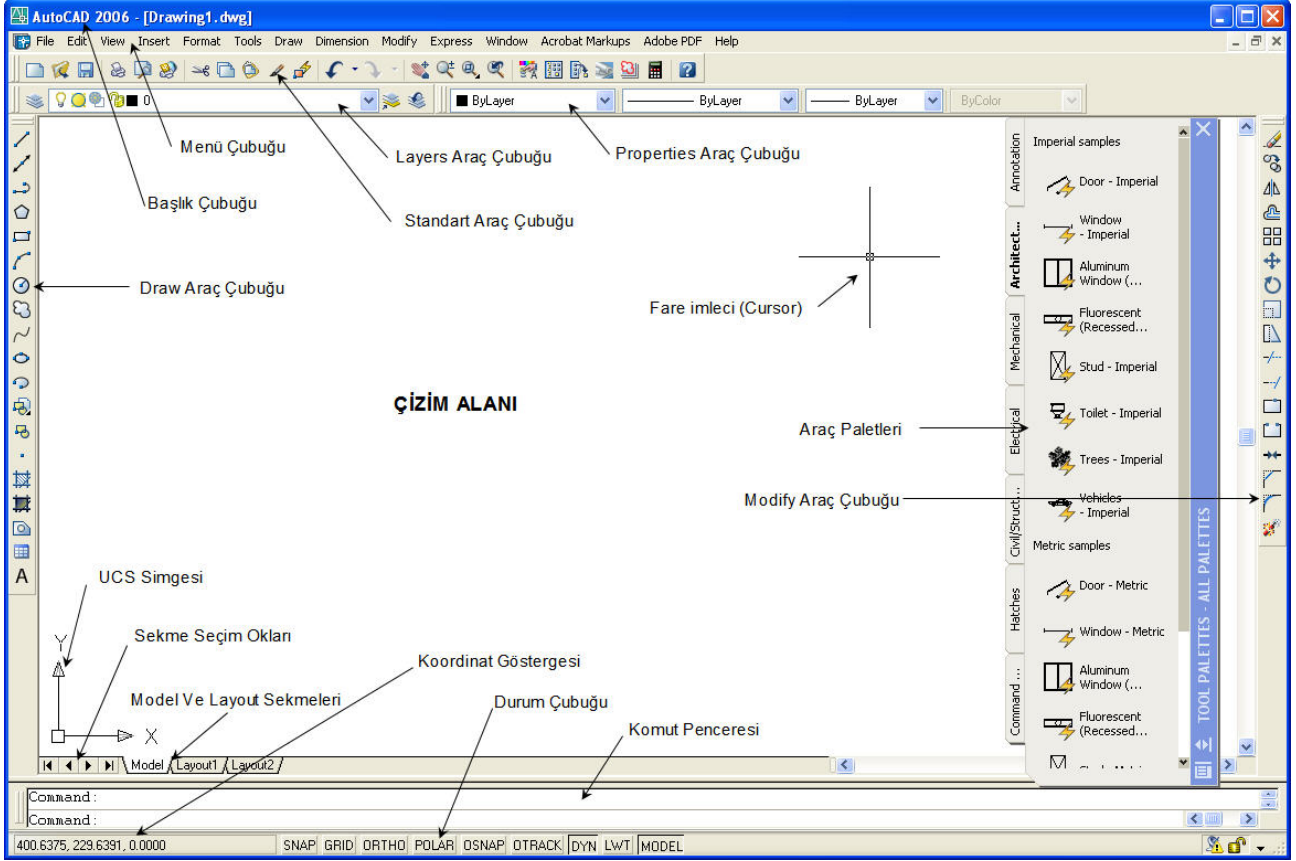 AutoCAD 2006 - [Drawing1.dwg]
File Edit View Insert Format Tools Draw Dimension Modify Express Window Acrobat Markups Adobe PDF Help
0 ByLayer ByLayer ByLayer ByColor
Menü Çubuğu
Layers Araç Çubuğu
Properties Araç Çubuğu
Başlık Çubuğu
Standart Araç Çubuğu
Draw Araç Çubuğu
Fare imleci (Cursor)
ÇİZİM ALANI
Araç Paletleri
Modify Araç Çubuğu
UCS Simgesi
Sekme Seçim Okları
Koordinat Göstergesi
Model Ve Layout Sekmeleri
Durum Çubuğu
Komut Penceresi
Y
X
A
Annotation
Architect...
Mechanical
Electrical
Civil/Struct...
Hatches
Command ...
Imperial samples
Door - Imperial
Window
- Imperial
Aluminum
Window (...
Fluorescent
(Recessed...
Stud - Imperial
Toilet - Imperial
Trees - Imperial
Vehicles
- Imperial
Metric samples
Door - Metric
Window - Metric
Aluminum
Window (...
Fluorescent
(Recessed...
TOOL PALETTES - ALL PALETTES
Model Layout1 Layout2
Command:
Command:
400.6375, 229.6391, 0.0000 SNAP GRID ORTHO POLAR OSNAP OTRACK DYN LWT MODEL